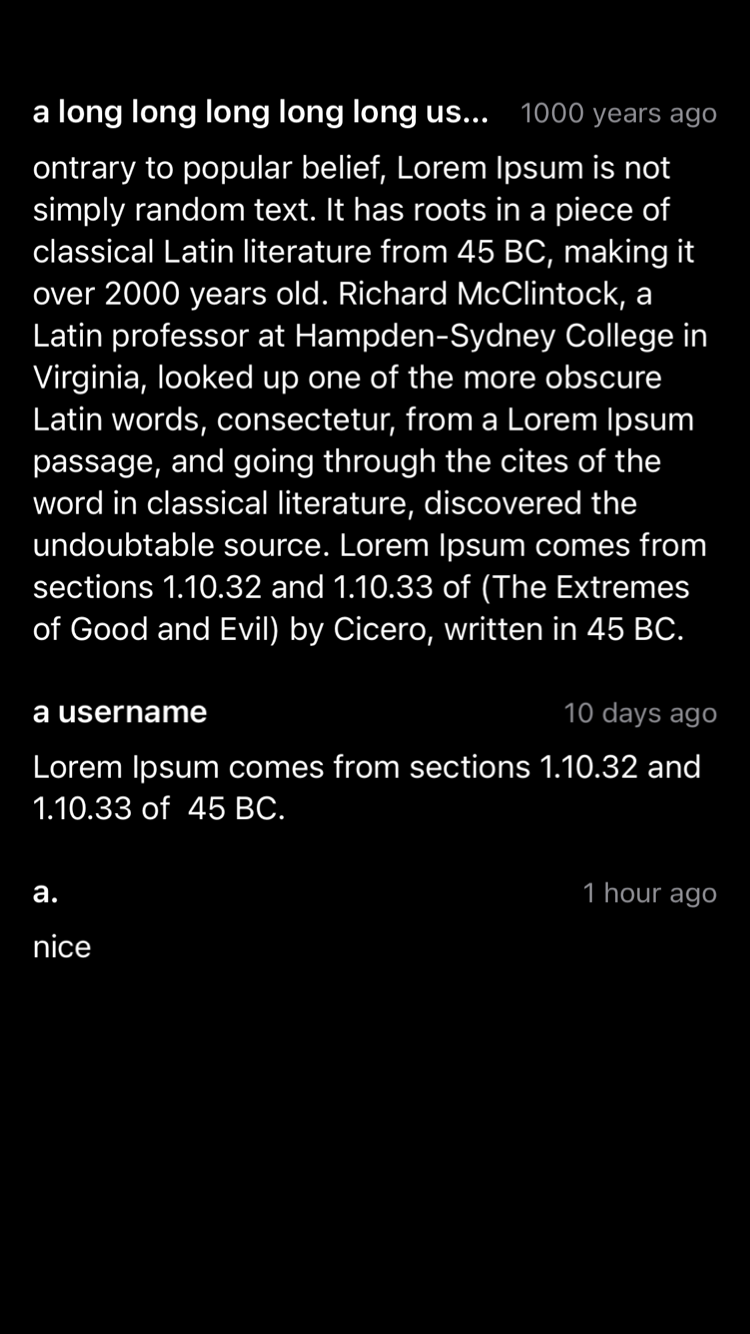 a long long long long long us... 1000 years ago
ontrary to popular belief, Lorem Ipsum is not
simply random text. It has roots in a piece of
classical Latin literature from 45 BC, making it
over 2000 years old. Richard McClintock, a
Latin professor at Hampden-Sydney College in
Virginia, looked up one of the more obscure
Latin words, consectetur, from a Lorem Ipsum
passage, and going through the cites of the
word in classical literature, discovered the
undoubtable source. Lorem Ipsum comes from
sections 1.10.32 and 1.10.33 of (The Extremes
of Good and Evil) by Cicero, written in 45 BC.
a username 10 days ago
Lorem Ipsum comes from sections 1.10.32 and
1.10.33 of  45 BC.
a. 1 hour ago
nice